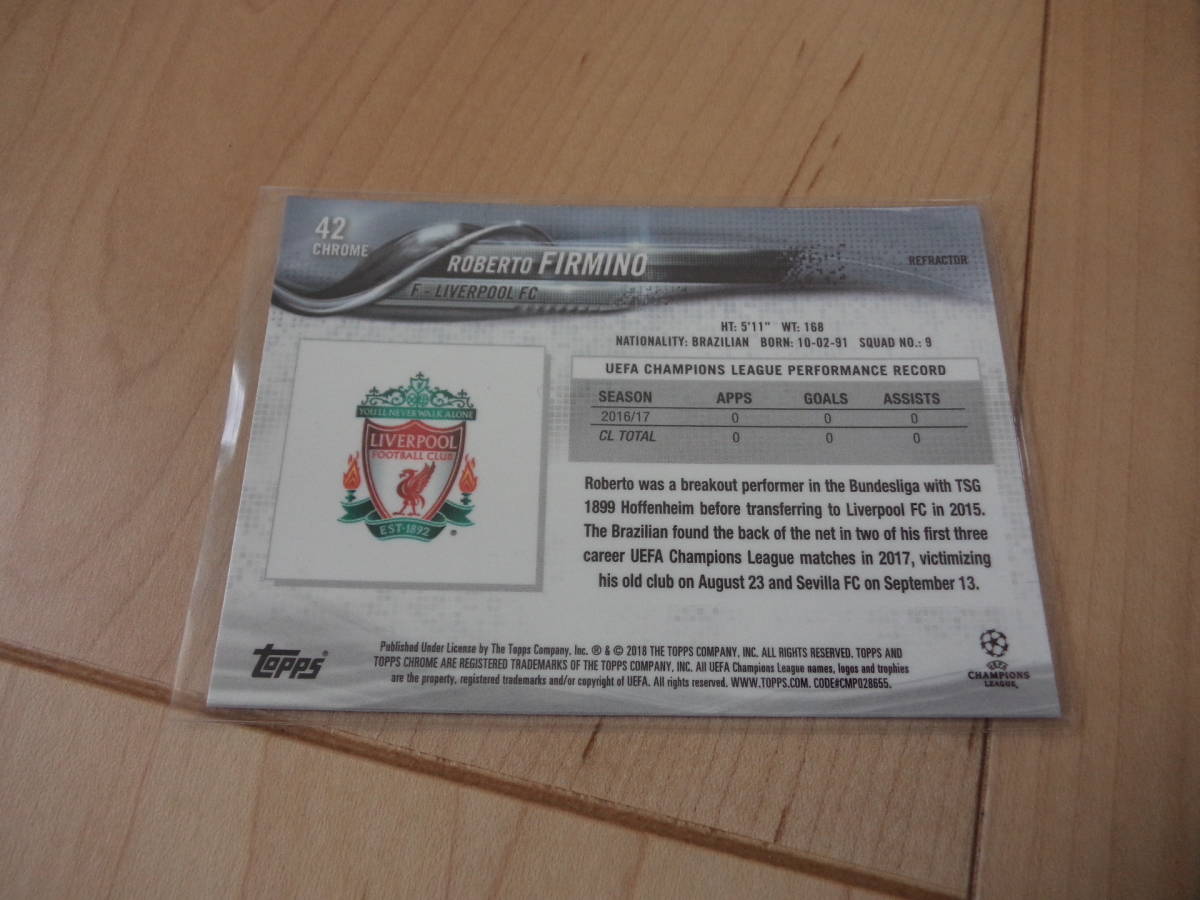 42
CHROME
ROBERTO FIRMINO
F - LIVERPOOL FC
REFRACTOR
HT: 5'11" WT: 168
NATIONALITY: BRAZILIAN BORN: 10-02-91 SQUAD NO.: 9
UEFA CHAMPIONS LEAGUE PERFORMANCE RECORD
SEASON APPS GOALS ASSISTS
2016/17 0 0 0
CL TOTAL 0 0 0
YOU'LL NEVER WALK ALONE
LIVERPOOL
FOOTBALL CLUB
EST·1892
Roberto was a breakout performer in the Bundesliga with TSG
1899 Hoffenheim before transferring to Liverpool FC in 2015.
The Brazilian found the back of the net in two of his first three
career UEFA Champions League matches in 2017, victimizing
his old club on August 23 and Sevilla FC on September 13.
Topps®
Published Under License by The Topps Company, Inc. ® & © 2018 THE TOPPS COMPANY, INC. ALL RIGHTS RESERVED. TOPPS AND
TOPPS CHROME ARE REGISTERED TRADEMARKS OF THE TOPPS COMPANY, INC. All UEFA Champions League names, logos and trophies
are the property, registered trademarks and/or copyright of UEFA. All rights reserved. WWW.TOPPS.COM. CODE#CMP028655.
UEFA
CHAMPIONS
LEAGUE